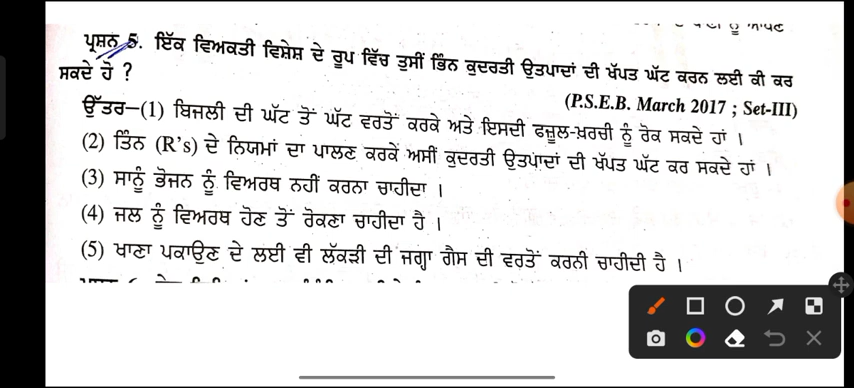 ਪ੍ਰਸ਼ਨ 5. ਇੱਕ ਵਿਅਕਤੀ ਵਿਸ਼ੇਸ਼ ਦੇ ਰੂਪ ਵਿੱਚ ਤੁਸੀਂ ਭਿੰਨ ਕੁਦਰਤੀ ਉਤਪਾਦਾਂ ਦੀ ਖੱਪਤ ਘੱਟ ਕਰਨ ਲਈ ਕੀ ਕਰ
ਸਕਦੇ ਹੋ ?
(P.S.E.B. March 2017 ; Set-III)
ਉੱਤਰ—(1) ਬਿਜਲੀ ਦੀ ਘੱਟ ਤੋਂ ਘੱਟ ਵਰਤੋਂ ਕਰਕੇ ਅਤੇ ਇਸਦੀ ਫਜ਼ੂਲ-ਖ਼ਰਚੀ ਨੂੰ ਰੋਕ ਸਕਦੇ ਹਾਂ ।
(2) ਤਿੰਨ (R's) ਦੇ ਨਿਯਮਾਂ ਦਾ ਪਾਲਣ ਕਰਕੇ ਅਸੀਂ ਕੁਦਰਤੀ ਉਤਪਾਦਾਂ ਦੀ ਖੱਪਤ ਘੱਟ ਕਰ ਸਕਦੇ ਹਾਂ ।
(3) ਸਾਨੂੰ ਭੋਜਨ ਨੂੰ ਵਿਅਰਥ ਨਹੀਂ ਕਰਨਾ ਚਾਹੀਦਾ ।
(4) ਜਲ ਨੂੰ ਵਿਅਰਥ ਹੋਣ ਤੋਂ ਰੋਕਣਾ ਚਾਹੀਦਾ ਹੈ ।
(5) ਖਾਣਾ ਪਕਾਉਣ ਦੇ ਲਈ ਵੀ ਲੱਕੜੀ ਦੀ ਜਗ੍ਹਾ ਗੈਸ ਦੀ ਵਰਤੋਂ ਕਰਨੀ ਚਾਹੀਦੀ ਹੈ ।